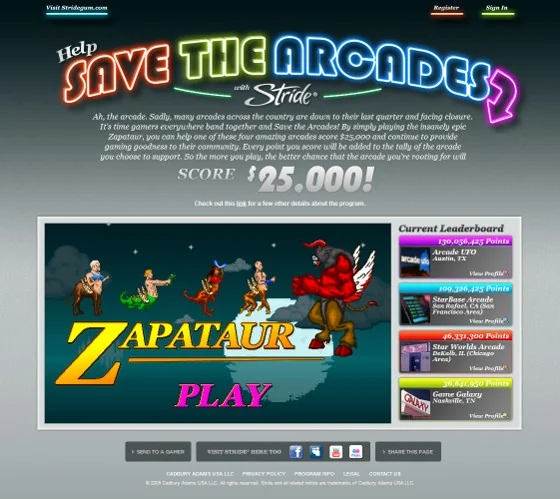 Visit Stridegum.com
Register
Sign In
Help
SAVE THE ARCADES
with Stride®
Ah, the arcade. Sadly, many arcades across the country are down to their last quarter and facing closure.
It's time gamers everywhere band together and Save the Arcades! By simply playing the insanely epic
Zapataur, you can help one of these four amazing arcades score $25,000 and continue to provide
gaming goodness to their community. Every point you score will be added to the tally of the arcade
you choose to support. So the more you play, the better chance that the arcade you're rooting for will
SCORE $25,000!
Check out this link for a few other details about the program.
ZAPATAUR
PLAY
Current Leaderboard
130,056,425 Points
arcade ufo
Arcade UFO
Austin, TX
View Profile
109,326,425 Points
StarBase Arcade
San Rafael, CA (San
Francisco Area)
View Profile
46,331,300 Points
Star Worlds Arcade
DeKalb, IL (Chicago
Area)
View Profile
36,641,950 Points
GALAXY
Game Galaxy
Nashville, TN
View Profile
> SEND TO A GAMER
VISIT STRIDE® HERE TOO
> SHARE THIS PAGE
CADBURY ADAMS USA LLC
PRIVACY POLICY
PROGRAM INFO
LEGAL
CONTACT US
© 2009 Cadbury Adams USA LLC. All rights reserved. Stride and all related indicia are trademarks of Cadbury Adams USA LLC